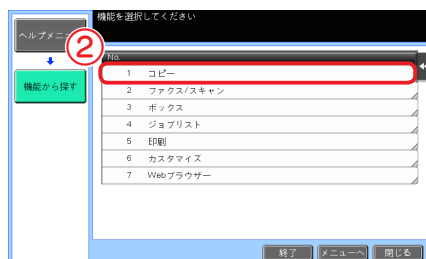 機能を選択してください
ヘルプメニュー
②
機能から探す
No.
1 コピー
2 ファクス/スキャン
3 ボックス
4 ジョブリスト
5 印刷
6 カスタマイズ
7 Webブラウザー
終了 メニューへ 閉じる